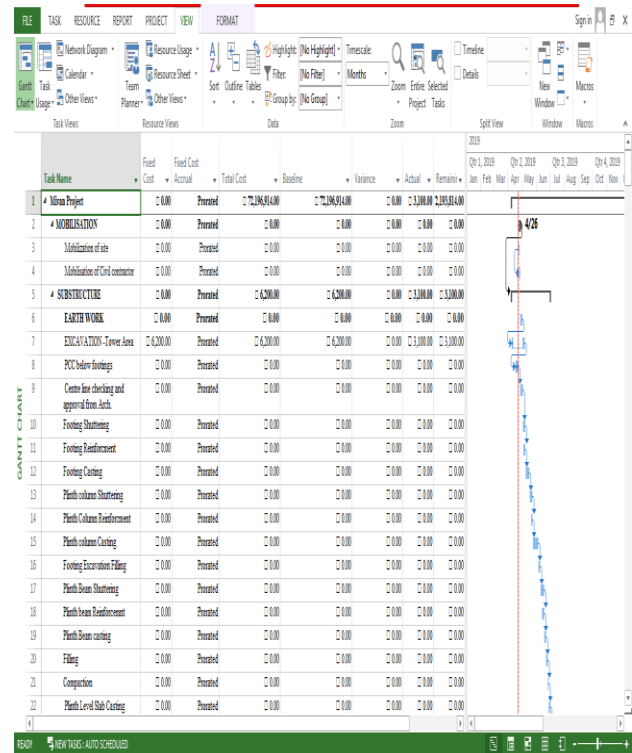 FILE TASK RESOURCE REPORT PROJECT VIEW FORMAT Sign in
Gantt Chart
Task Usage
Network Diagram
Calendar
Other Views
Task Views
Team Planner
Resource Usage
Resource Sheet
Other Views
Resource Views
Sort Outline Tables
Highlight: [No Highlight]
Filter: [No Filter]
Group by: [No Group]
Data
Timescale:
Months
Zoom Entire Project Selected Tasks
Zoom
Timeline
Details
Split View
New Window
Window
Macros
Macros
GANTT CHART
Task Name Fixed Cost Fixed Cost Accrual Total Cost Baseline Variance Actual Remaini
2019
Qtr 1, 2019 Qtr 2, 2019 Qtr 3, 2019 Qtr 4, 2019
Jan Feb Mar Apr May Jun Jul Aug Sep Oct Nov
1 Miran Project 0.00 Prorated 72,196,914.00 72,196,914.00 0.00 3,100.00 2,193,814.00
2 MOBILISATION 0.00 Prorated 0.00 0.00 0.00 0.00 0.00 4/26
3 Mobilization of site 0.00 Prorated 0.00 0.00 0.00 0.00 0.00
4 Mobilisation of Civil contractor 0.00 Prorated 0.00 0.00 0.00 0.00 0.00
5 SUBSTRUCTURE 0.00 Prorated 6,200.00 6,200.00 0.00 3,100.00 3,100.00
6 EARTH WORK 0.00 Prorated 0.00 0.00 0.00 0.00 0.00
7 EXCAVATION -Tower Area 6,200.00 Prorated 6,200.00 6,200.00 0.00 3,100.00 3,100.00
8 PCC below footings 0.00 Prorated 0.00 0.00 0.00 0.00 0.00
9 Centre line checking and 0.00 Prorated 0.00 0.00 0.00 0.00 0.00
approval from Arch.
10 Footing Shuttering 0.00 Prorated 0.00 0.00 0.00 0.00 0.00
11 Footing Reinforcment 0.00 Prorated 0.00 0.00 0.00 0.00 0.00
12 Footing Casting 0.00 Prorated 0.00 0.00 0.00 0.00 0.00
13 Plinth column Shuttering 0.00 Prorated 0.00 0.00 0.00 0.00 0.00
14 Plinth Column Reinforcment 0.00 Prorated 0.00 0.00 0.00 0.00 0.00
15 Plinth column Casting 0.00 Prorated 0.00 0.00 0.00 0.00 0.00
16 Footing Excavation Filling 0.00 Prorated 0.00 0.00 0.00 0.00 0.00
17 Plinth Beam Shuttering 0.00 Prorated 0.00 0.00 0.00 0.00 0.00
18 Plinth beam Reinforcement 0.00 Prorated 0.00 0.00 0.00 0.00 0.00
19 Plinth Beam casting 0.00 Prorated 0.00 0.00 0.00 0.00 0.00
20 Filling 0.00 Prorated 0.00 0.00 0.00 0.00 0.00
21 Compaction 0.00 Prorated 0.00 0.00 0.00 0.00 0.00
22 Plinth Level Slab Casting 0.00 Prorated 0.00 0.00 0.00 0.00 0.00
READY NEW TASKS : AUTO SCHEDULED